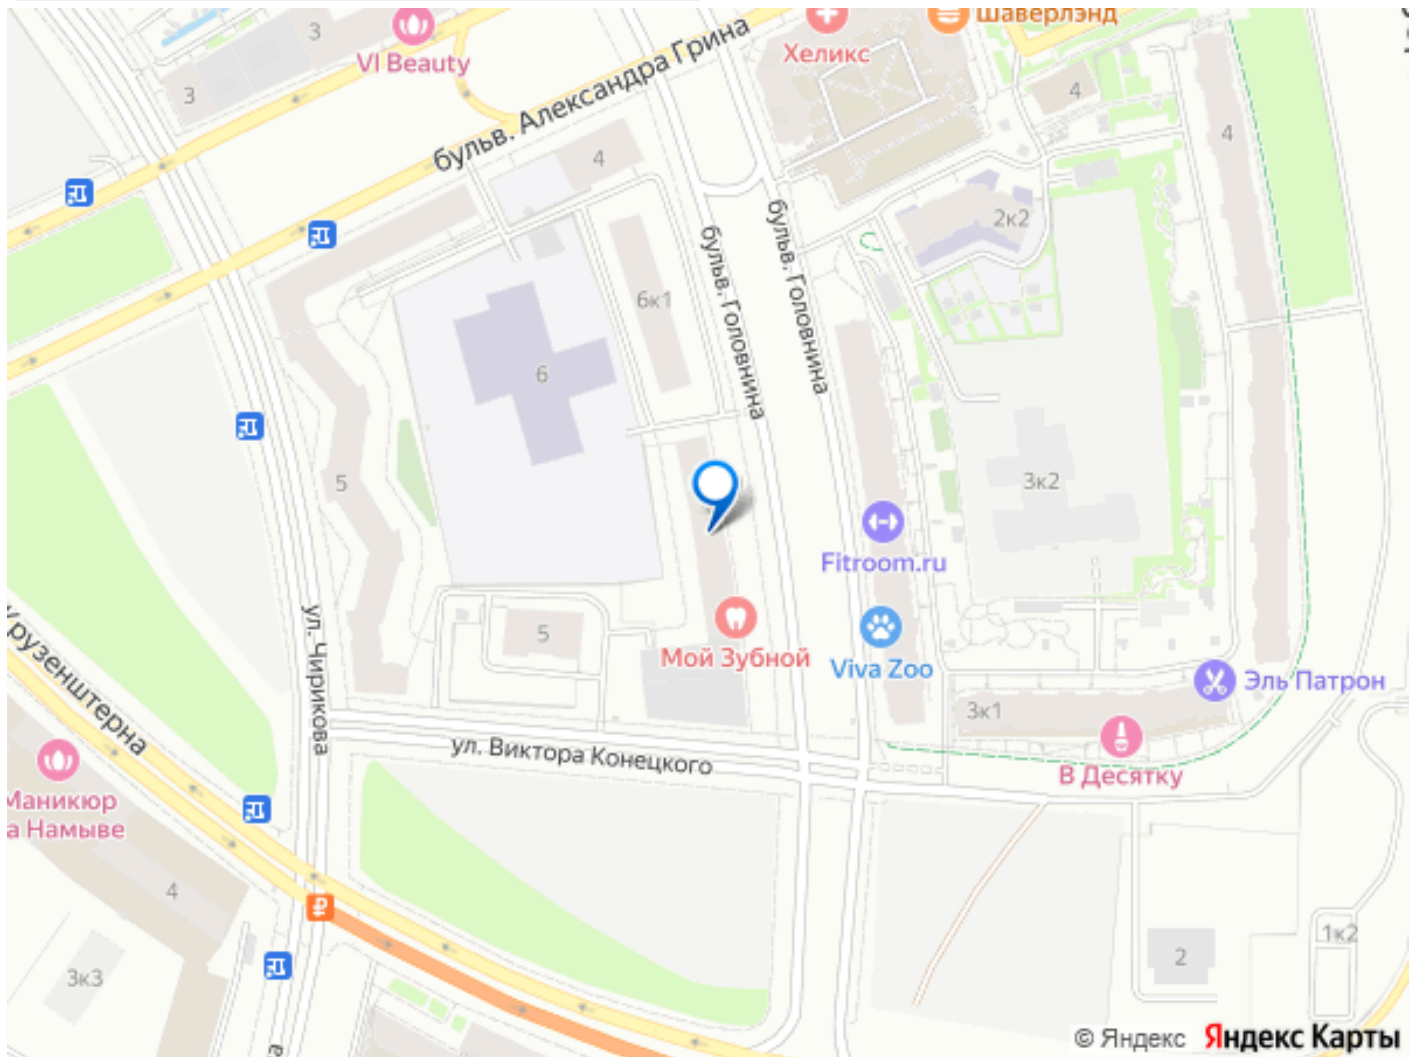 Шаверлэнд
3
VI Beauty
Хеликс
3
бульв. Александра Грина
4
4
4
2к2
бульв. Головнина
бульв. Головнина
6к1
6
5
3к2
Fitroom.ru
ул. Чирикова
Крузенштерна
5
Мой Зубной
Viva Zoo
Эль Патрон
3к1
ул. Виктора Конецкого
В Десятку
Маникюр
а Намыве
4
₽
1к2
2
3к3
© Яндекс Яндекс Карты